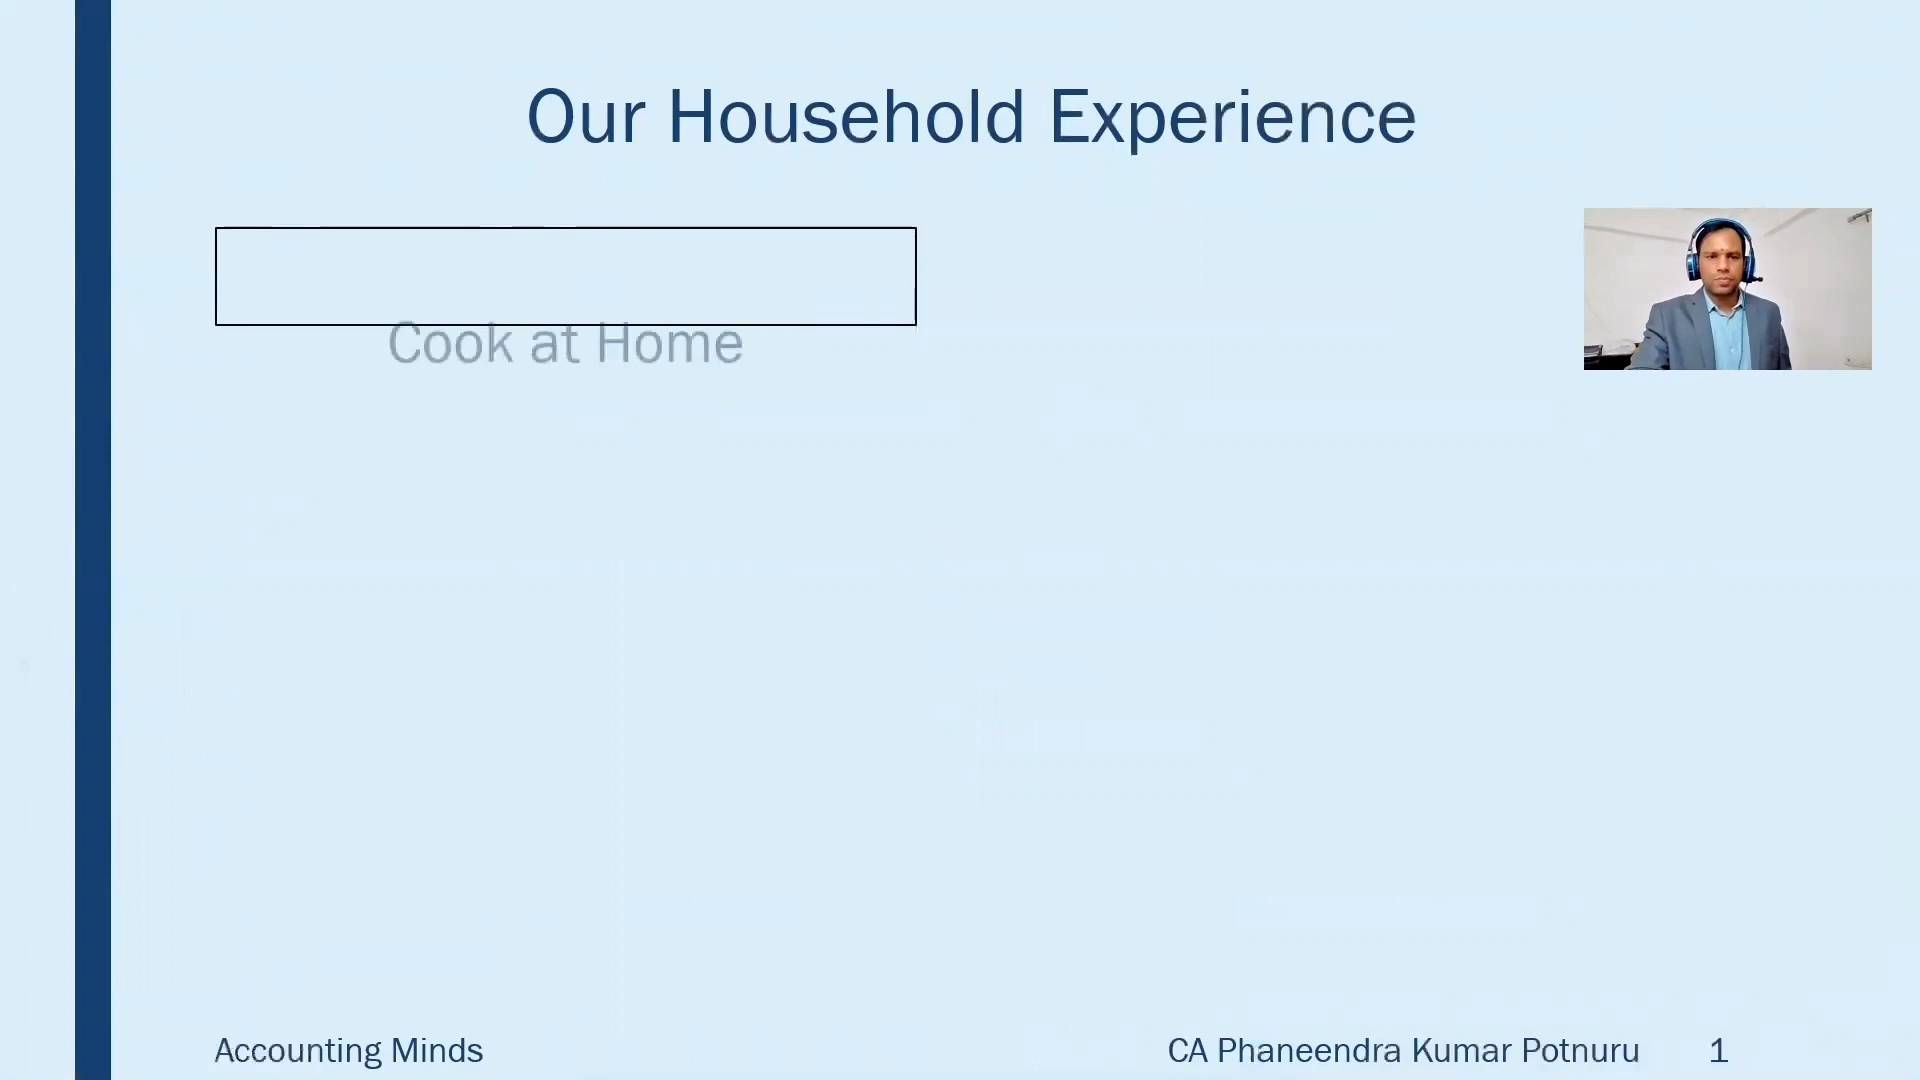 Our Household Experience
Cook at Home
Accounting Minds
CA Phaneendra Kumar Potnuru
1